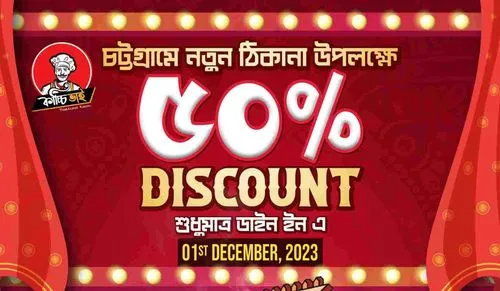 চট্টগ্রামে নতুন ঠিকানা উপলক্ষে
৫০%
DISCOUNT
শুধুমাত্র ডাইন ইন এ
01ST DECEMBER, 2023